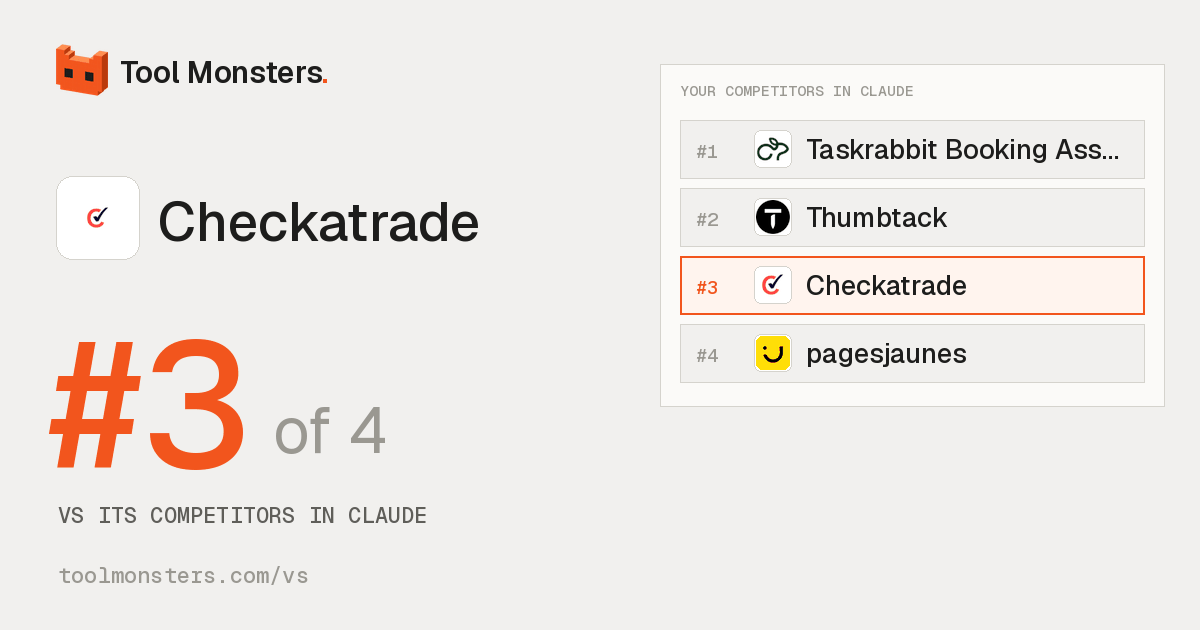 Tool Monsters.
Checkatrade
#3 of 4
VS ITS COMPETITORS IN CLAUDE
toolmonsters.com/vs
YOUR COMPETITORS IN CLAUDE
#1 Taskrabbit Booking Ass...
#2 Thumbtack
#3 Checkatrade
#4 pagesjaunes